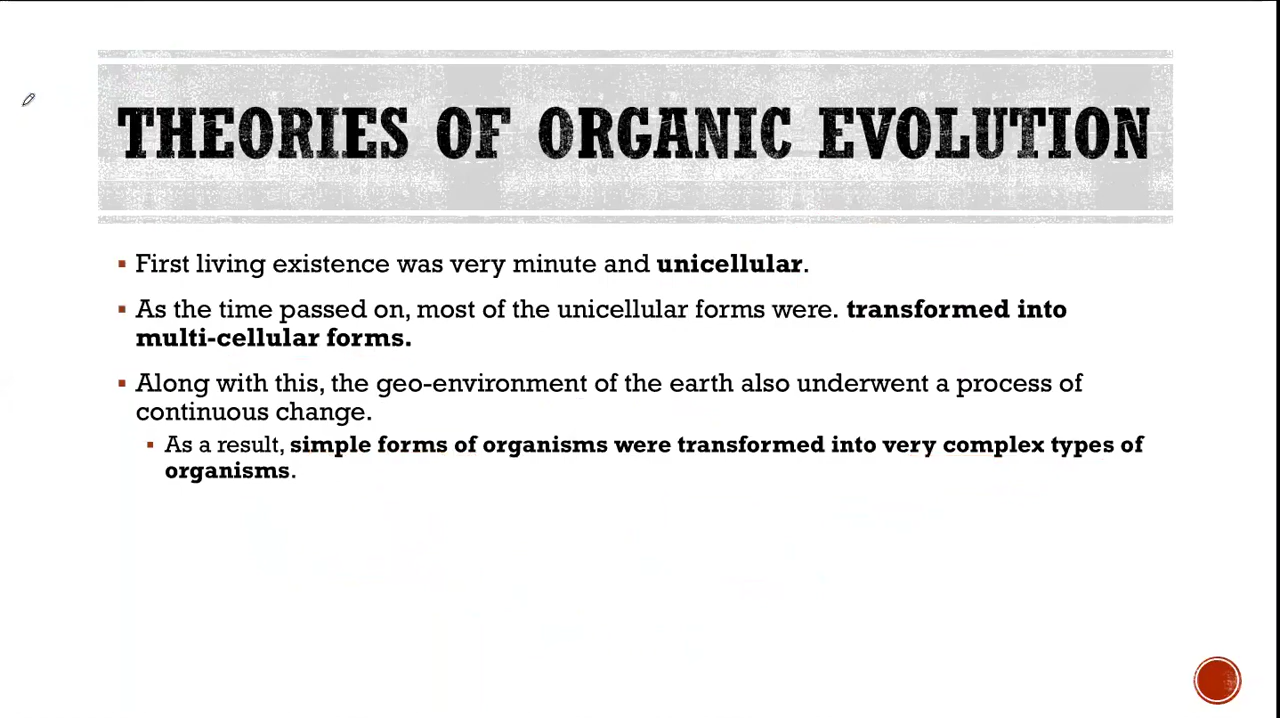 THEORIES OF ORGANIC EVOLUTION
▪ First living existence was very minute and unicellular.
▪ As the time passed on, most of the unicellular forms were. transformed into
multi-cellular forms.
▪ Along with this, the geo-environment of the earth also underwent a process of
continuous change.
▪ As a result, simple forms of organisms were transformed into very complex types of
organisms.